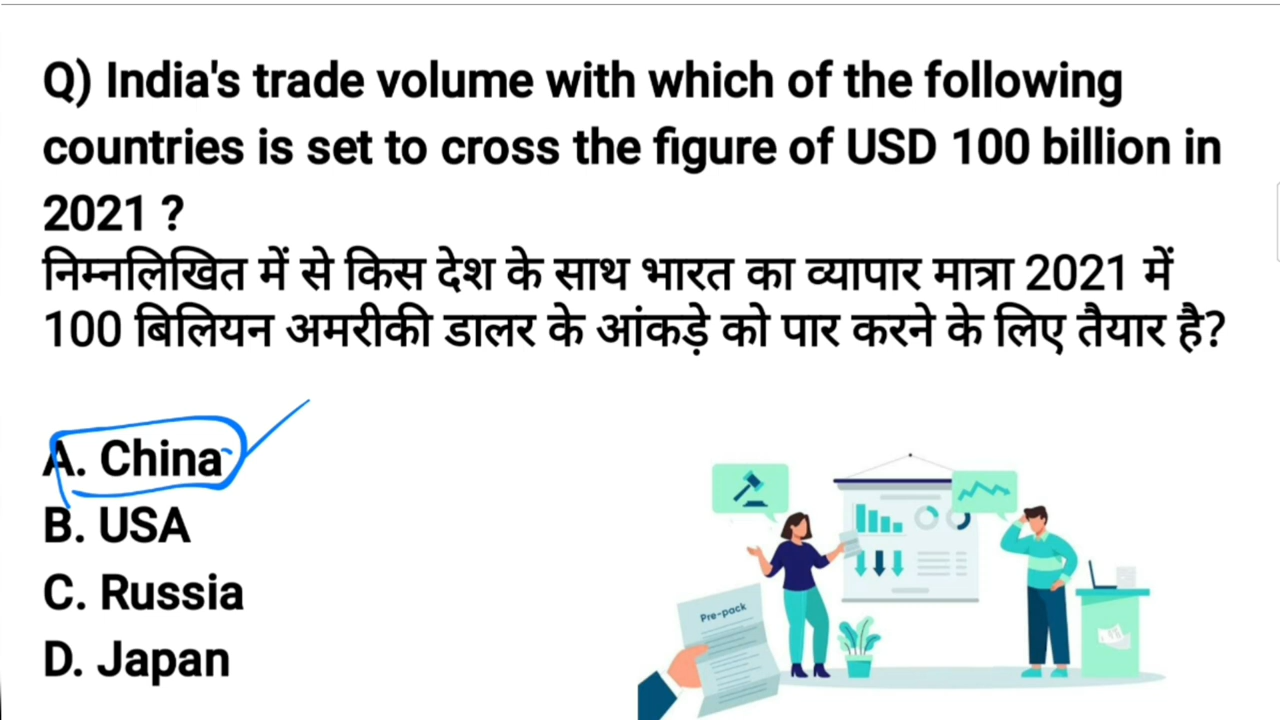 Q) India's trade volume with which of the following
countries is set to cross the figure of USD 100 billion in
2021 ?
निम्नलिखित में से किस देश के साथ भारत का व्यापार मात्रा 2021 में
100 बिलियन अमरीकी डालर के आंकड़े को पार करने के लिए तैयार है?
A. China
B. USA
C. Russia
D. Japan
Pre-pack